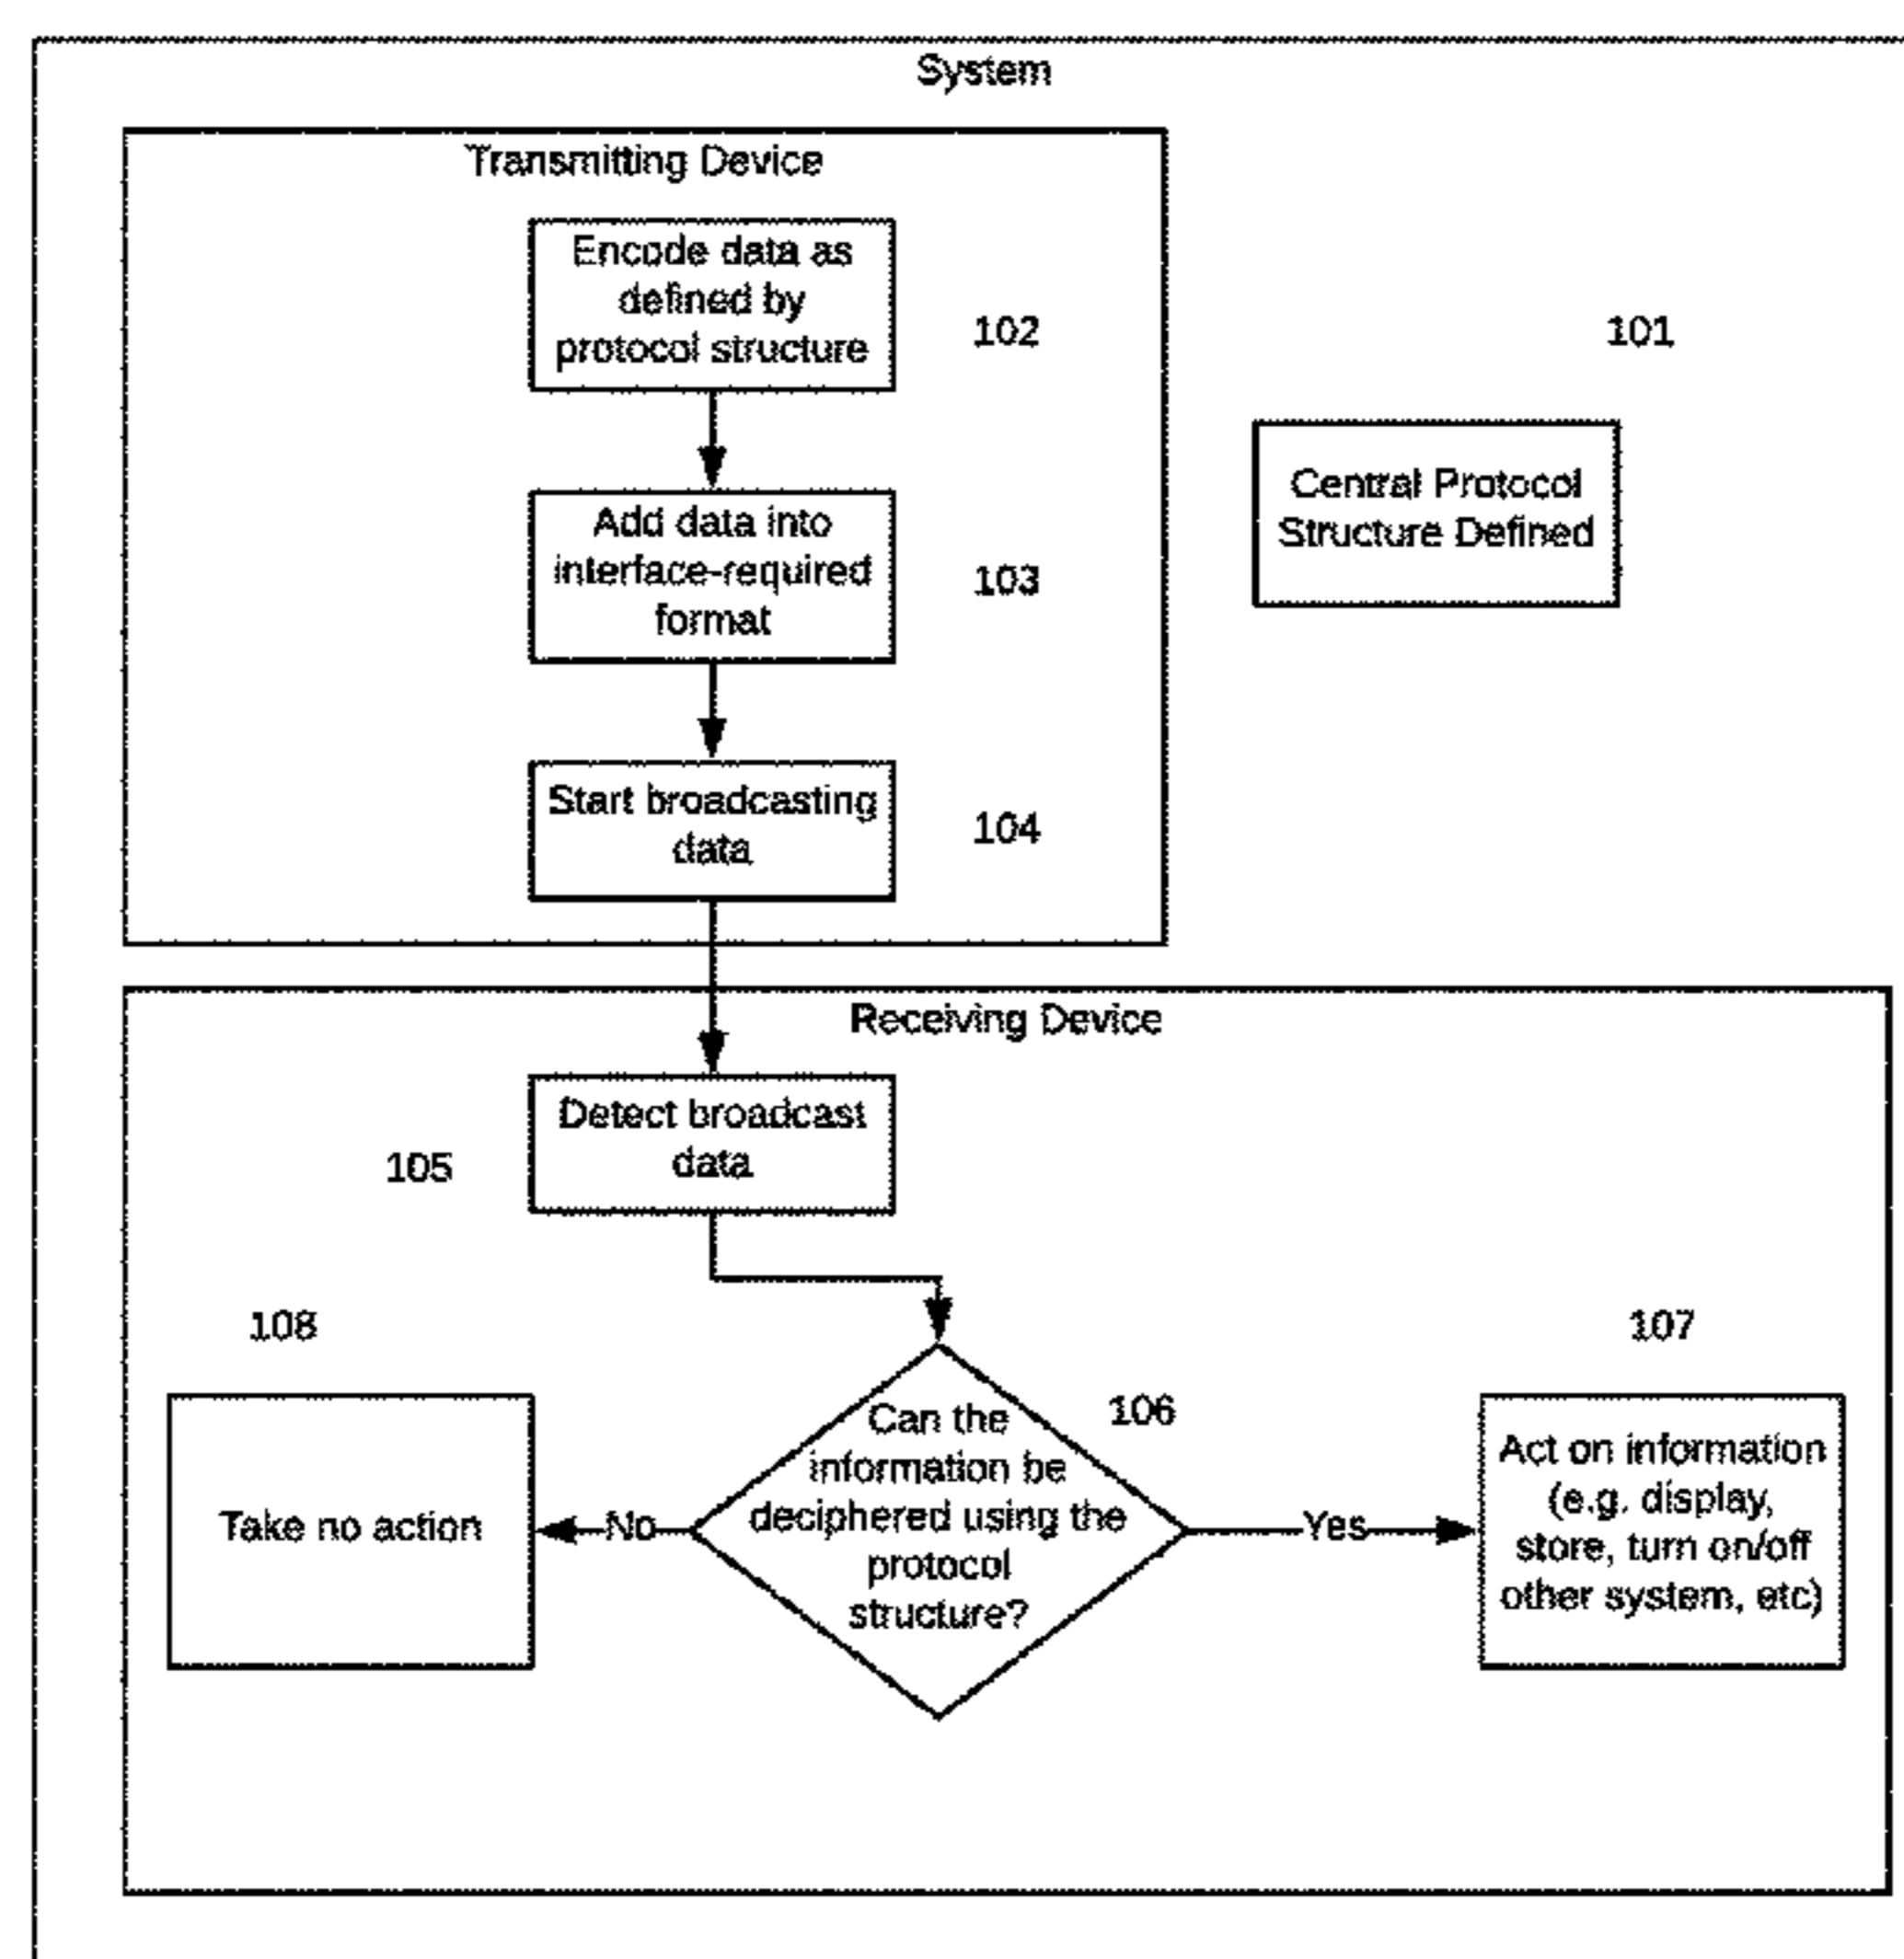 System
Transmitting Device
Encode data as
defined by
protocol structure
102
101
Central Protocol
Structure Defined
Add data into
interface-required
format
103
Start broadcasting
data
104
Receiving Device
Detect broadcast
data
105
108
107
106
Can the
information be
deciphered using the
protocol
structure?
Take no action
No
Yes
Act on information
(e.g. display,
store, turn on/off
other system, etc)